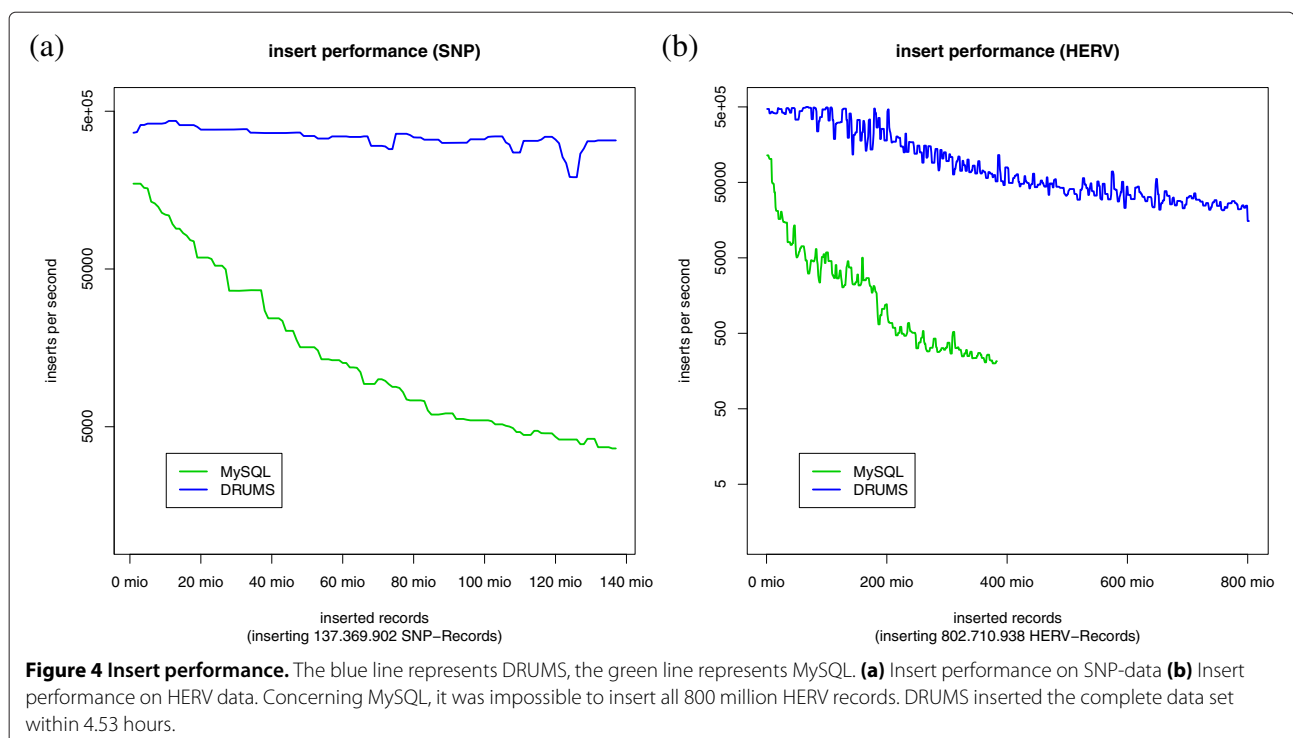 (a)
insert performance (SNP)
inserts per second
5e+05
50000
5000
MySQL
DRUMS
0 mio 20 mio 40 mio 60 mio 80 mio 100 mio 120 mio 140 mio
inserted records
(inserting 137.369.902 SNP−Records)
(b)
insert performance (HERV)
inserts per second
5e+05
50000
5000
500
50
5
MySQL
DRUMS
0 mio 200 mio 400 mio 600 mio 800 mio
inserted records
(inserting 802.710.938 HERV−Records)
Figure 4 Insert performance. The blue line represents DRUMS, the green line represents MySQL. (a) Insert performance on SNP-data (b) Insert
performance on HERV data. Concerning MySQL, it was impossible to insert all 800 million HERV records. DRUMS inserted the complete data set
within 4.53 hours.